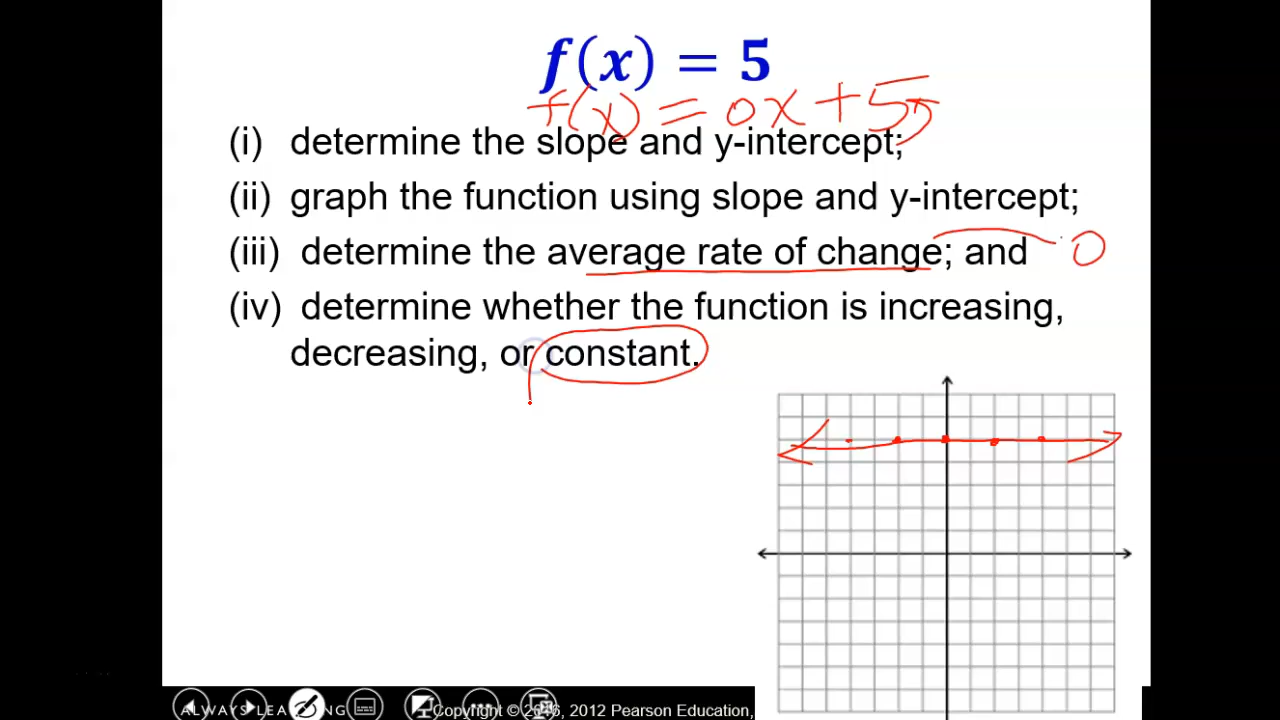 f(x) = 5
f(x) = 0x + 5
(i) determine the slope and y-intercept;
(ii) graph the function using slope and y-intercept;
(iii) determine the average rate of change; and 0
(iv) determine whether the function is increasing,
decreasing, or constant.
ALWAYS LEARNING
Copyright © 2016, 2012 Pearson Education,